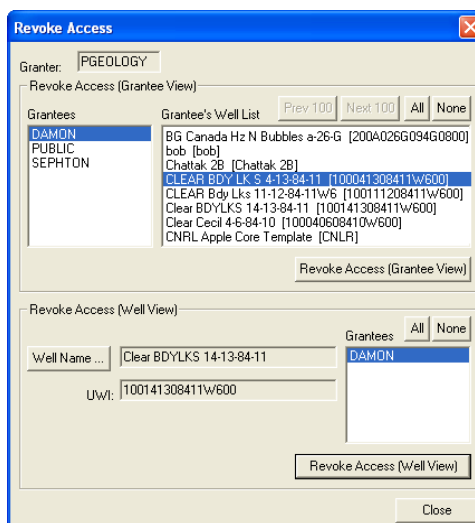 Revoke Access
Granter: PGEOLOGY
Revoke Access (Grantee View)
Prev 100 Next 100 All None
Grantees Grantee's Well List
DAMON
PUBLIC
SEPHTON
BG Canada Hz N Bubbles a-26-G [200A026G094G0800]
bob [bob]
Chattak 2B [Chattak 2B]
CLEAR BDY LK S 4-13-84-11 [100041308411W600]
CLEAR Bdy Lks 11-12-84-11W6 [100111208411W600]
Clear BDYLKS 14-13-84-11 [100141308411W600]
Clear Cecil 4-6-84-10 [100040608410W600]
CNRL Apple Core Template [CNLR]
Revoke Access (Grantee View)
Revoke Access (Well View)
Grantees All None
Well Name ... Clear BDYLKS 14-13-84-11
DAMON
UWI: 100141308411W600
Revoke Access (Well View)
Close